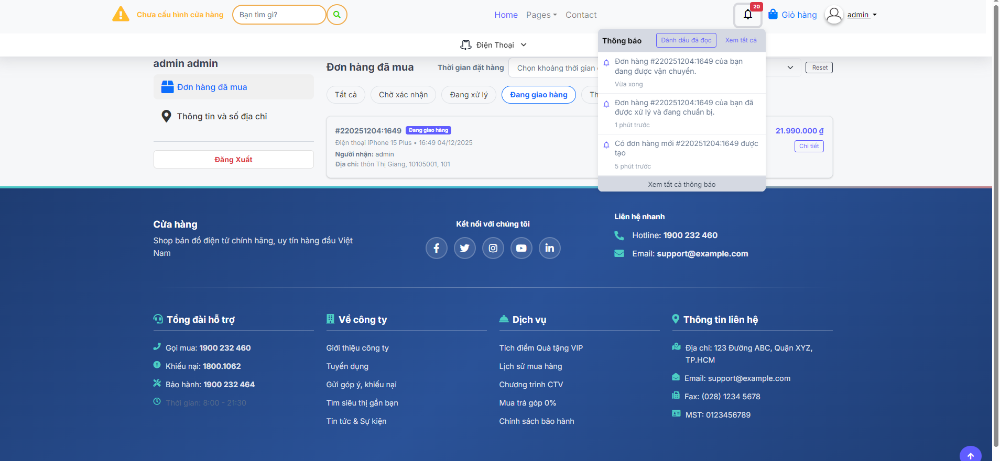 Chưa cấu hình cửa hàng
Bạn tìm gì?
Home
Pages
Contact
20
Giỏ hàng
admin
Điện Thoại
Thông báo
Đánh dấu đã đọc
Xem tất cả
Đơn hàng #220251204:1649 của bạn
đang được vận chuyển.
Vừa xong
Đơn hàng #220251204:1649 của bạn đã
được xử lý và đang chuẩn bị.
1 phút trước
Có đơn hàng mới #220251204:1649 được
tạo
5 phút trước
Xem tất cả thông báo
admin admin
Đơn hàng đã mua
Thông tin và số địa chỉ
Đăng Xuất
Đơn hàng đã mua
Thời gian đặt hàng
Chọn khoảng thời gian
Reset
Tất cả
Chờ xác nhận
Đang xử lý
Đang giao hàng
Th
#220251204:1649
Đang giao hàng
21.990.000 ₫
Điện thoại iPhone 15 Plus • 16:49 04/12/2025
Chi tiết
Người nhận: admin
Địa chỉ: thôn Thị Giang, 10105001, 101
Cửa hàng
Shop bán đồ điện tử chính hãng, uy tín hàng đầu Việt
Nam
Kết nối với chúng tôi
Liên hệ nhanh
Hotline: 1900 232 460
Email: support@example.com
Tổng đài hỗ trợ
Gọi mua: 1900 232 460
Khiếu nại: 1800.1062
Bảo hành: 1900 232 464
Thời gian: 8:00 - 21:30
Về công ty
Giới thiệu công ty
Tuyển dụng
Gửi góp ý, khiếu nại
Tìm siêu thị gần bạn
Tin tức & Sự kiện
Dịch vụ
Tích điểm Quà tặng VIP
Lịch sử mua hàng
Chương trình CTV
Mua trả góp 0%
Chính sách bảo hành
Thông tin liên hệ
Địa chỉ: 123 Đường ABC, Quận XYZ,
TP.HCM
Email: support@example.com
Fax: (028) 1234 5678
MST: 0123456789